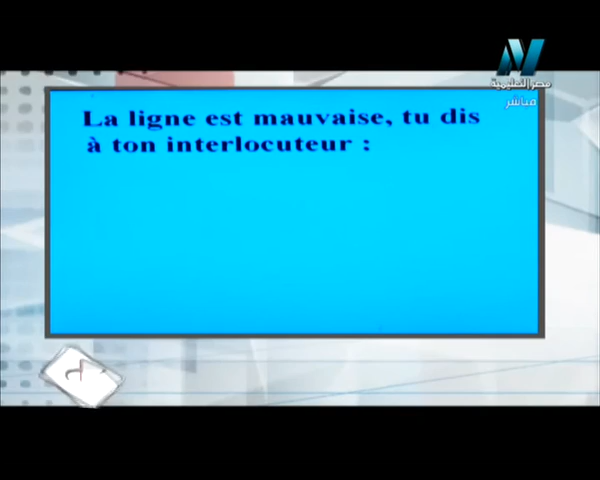 مصر التعليمية
مباشر
La ligne est mauvaise, tu dis
à ton interlocuteur :